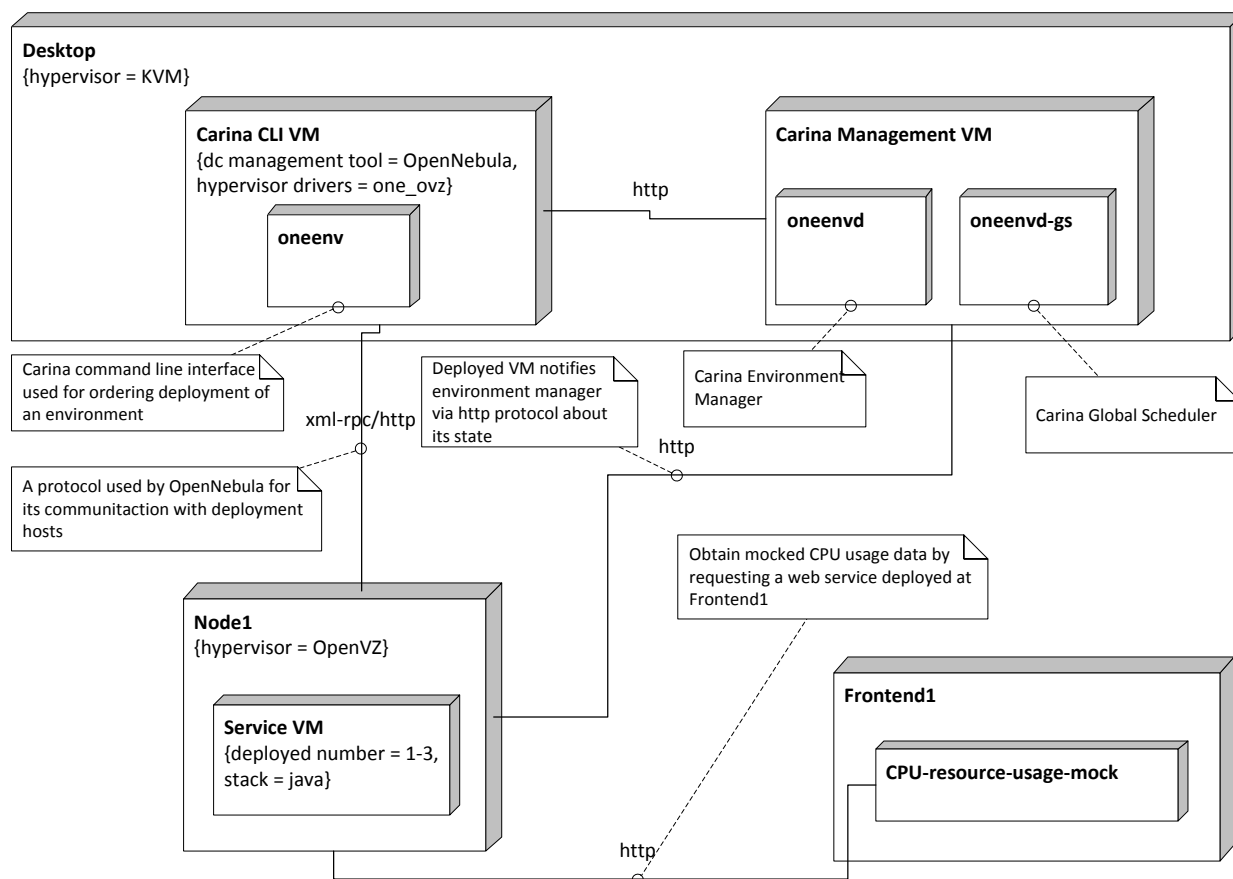 Desktop
{hypervisor = KVM}
Carina CLI VM
{dc management tool = OpenNebula,
hypervisor drivers = one_ovz}
oneenv
http
Carina Management VM
oneenvd
oneenvd-gs
Carina command line interface
used for ordering deployment of
an environment
Deployed VM notifies
environment manager
via http protocol about
its state
Carina Environment
Manager
Carina Global Scheduler
xml-rpc/http
http
A protocol used by OpenNebula for
its communitaction with deployment
hosts
Obtain mocked CPU usage data by
requesting a web service deployed at
Frontend1
Node1
{hypervisor = OpenVZ}
Service VM
{deployed number = 1-3,
stack = java}
Frontend1
CPU-resource-usage-mock
http